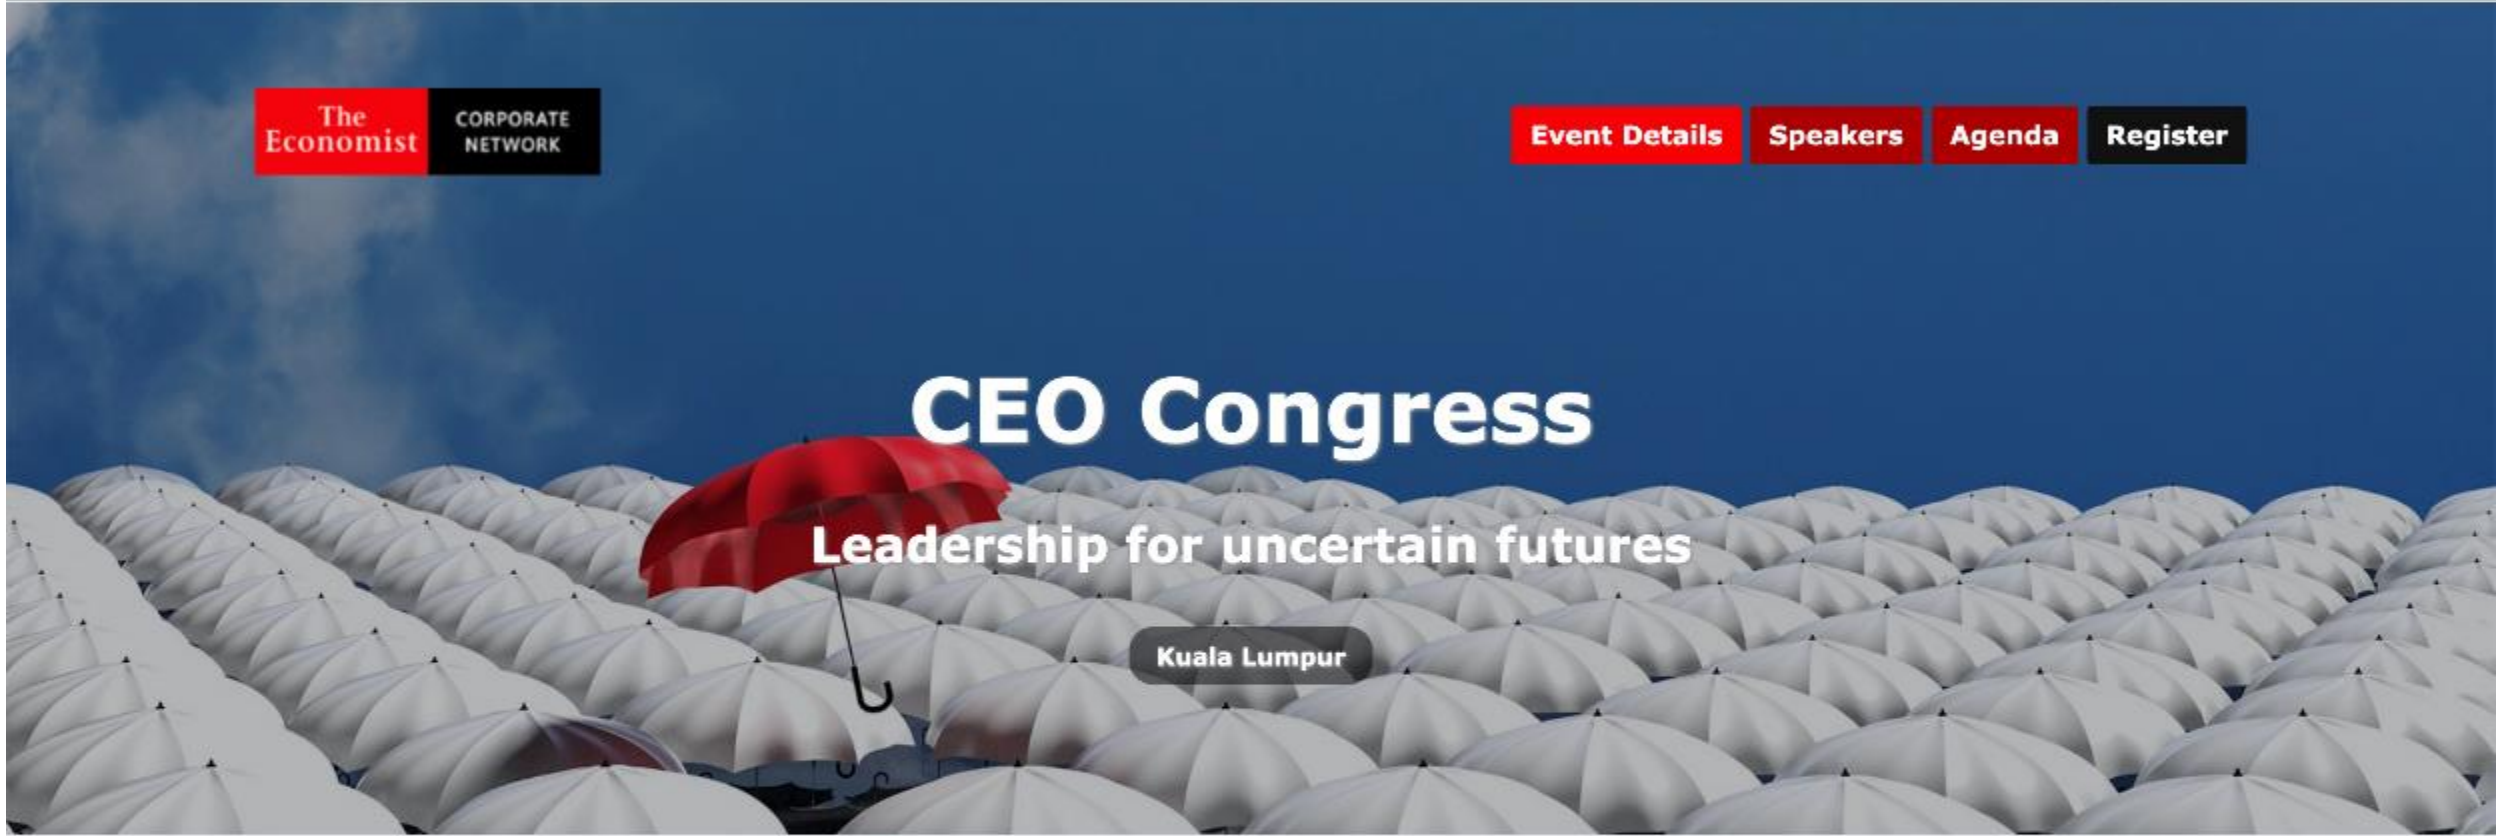 The
Economist
CORPORATE
NETWORK
Event Details
Speakers
Agenda
Register
CEO Congress
Leadership for uncertain futures
Kuala Lumpur